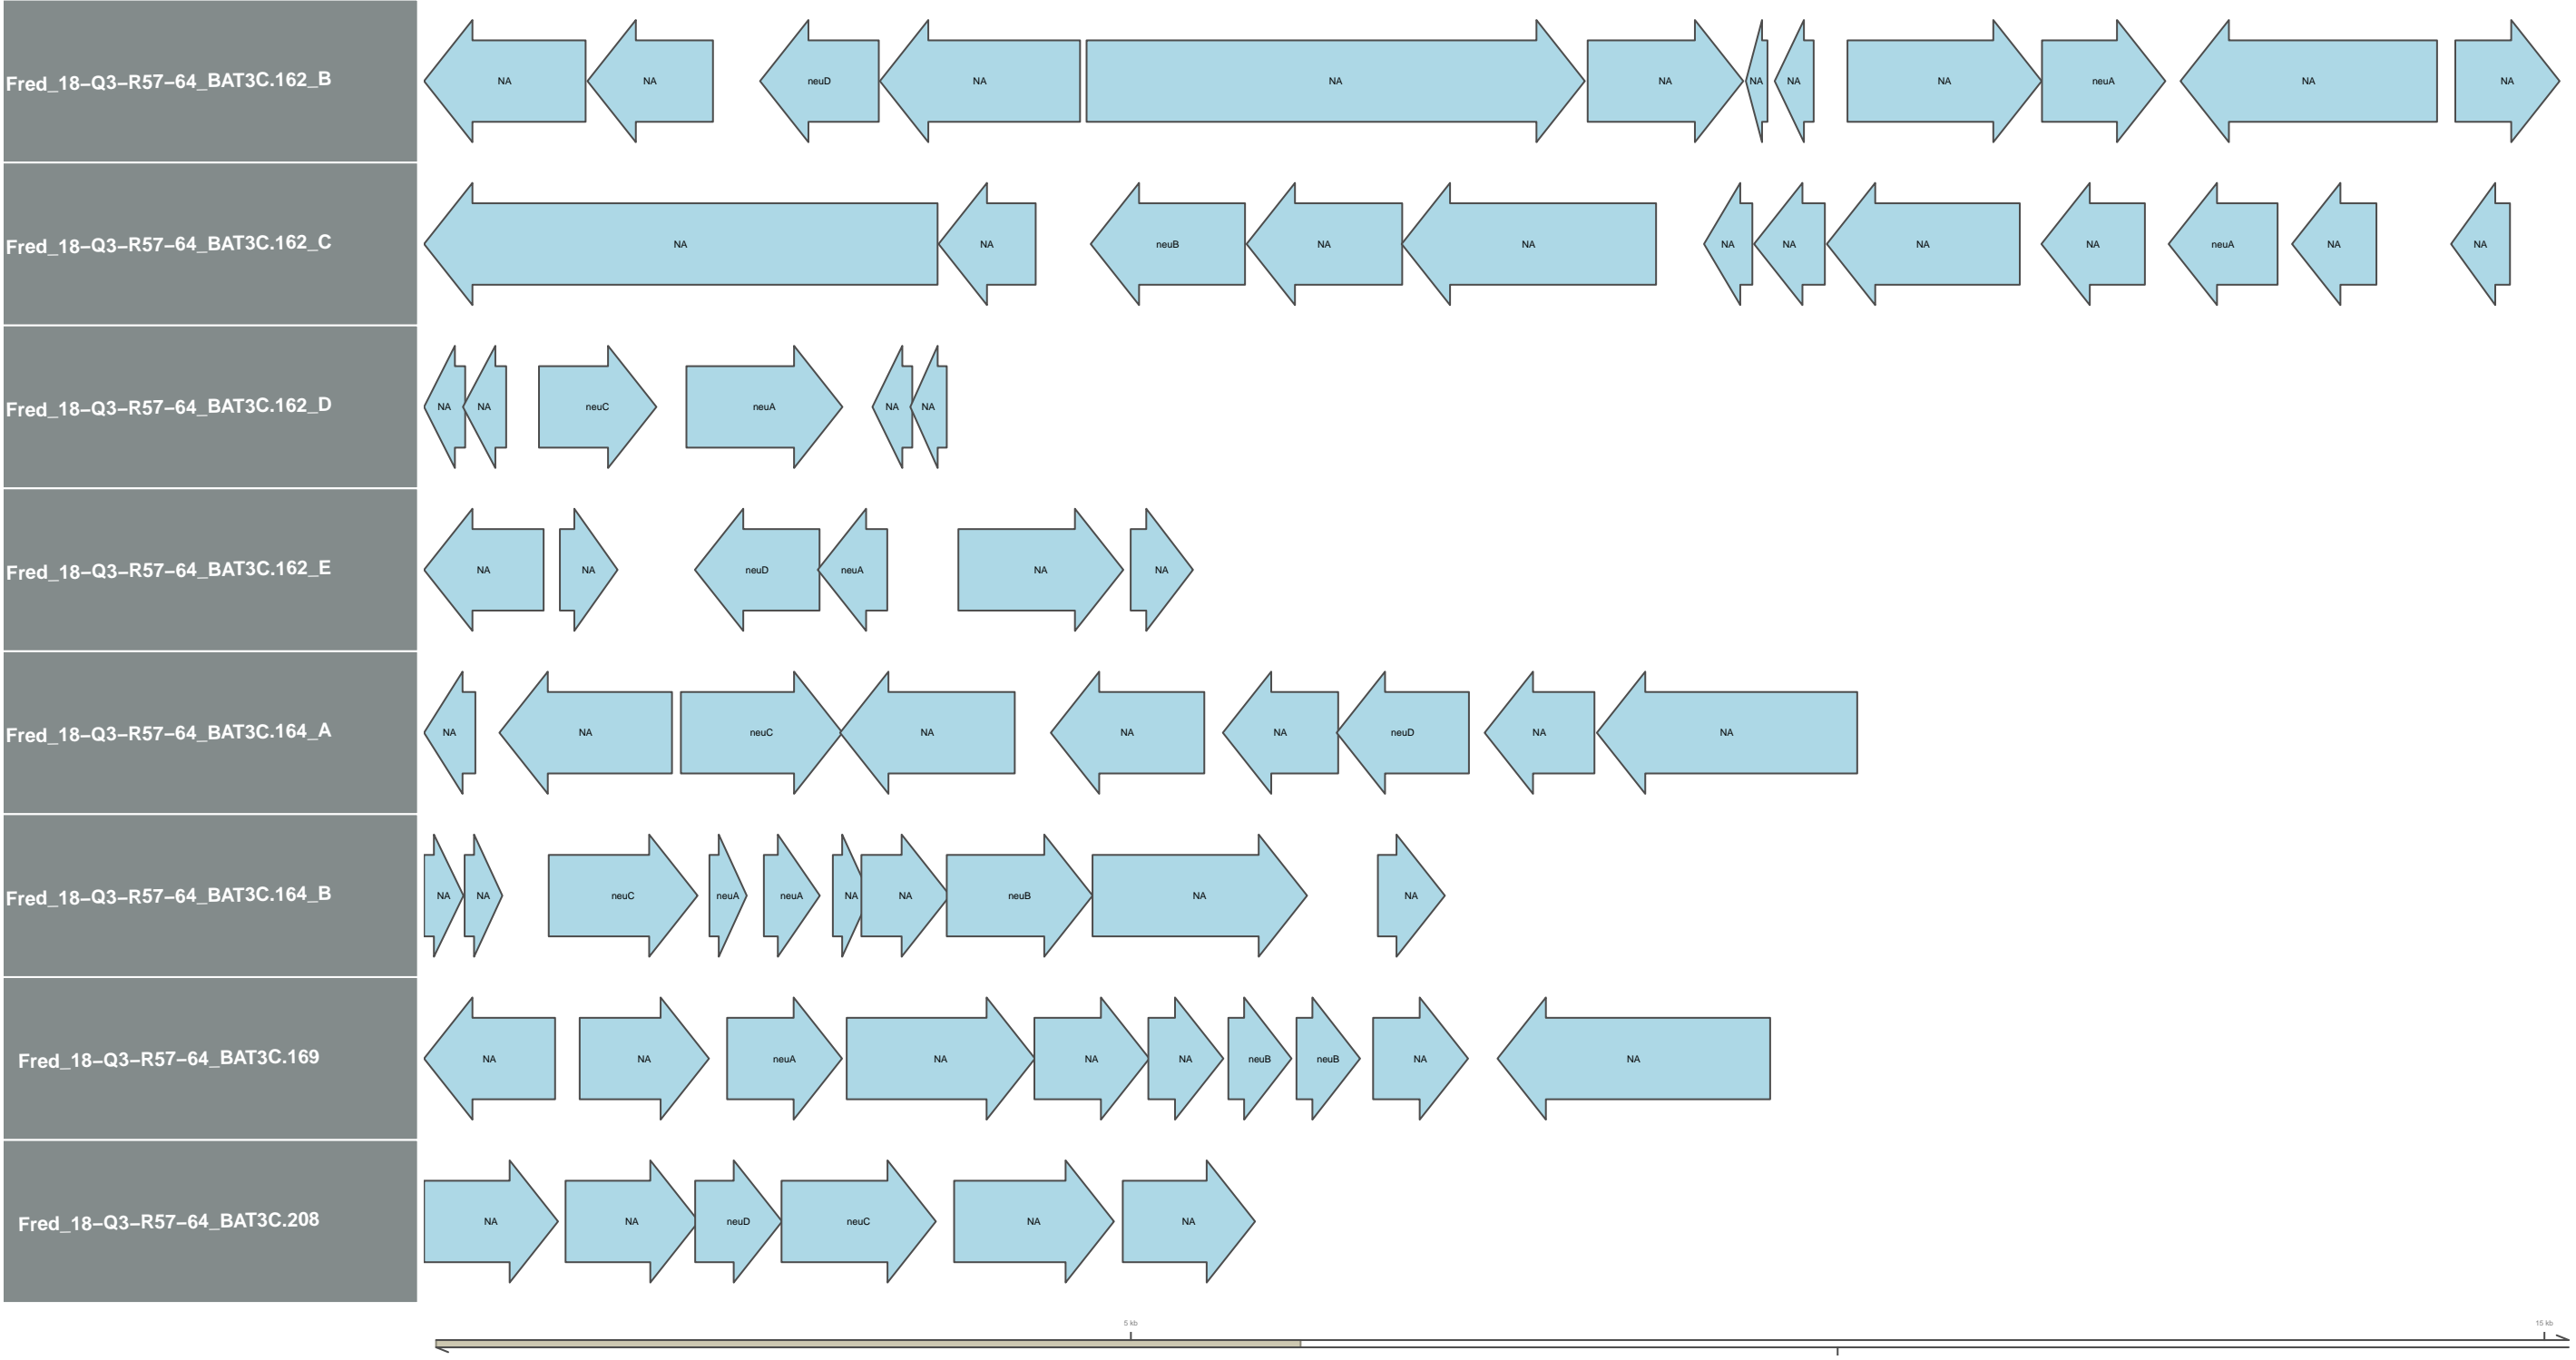 Fred_18−Q3−R57−64_BAT3C.162_B NA NA neuD NA NA NA NA NA NA neuA NA NA
Fred_18−Q3−R57−64_BAT3C.162_C NA NA neuB NA NA NA NA NA NA neuA NA NA
Fred_18−Q3−R57−64_BAT3C.162_D NA NA neuC neuA NA NA
Fred_18−Q3−R57−64_BAT3C.162_E NA NA neuD neuA NA NA
Fred_18−Q3−R57−64_BAT3C.164_A NA NA neuC NA NA NA neuD NA NA
Fred_18−Q3−R57−64_BAT3C.164_B NA NA neuC neuA neuA NA NA neuB NA NA
Fred_18−Q3−R57−64_BAT3C.169 NA NA neuA NA NA NA neuB neuB NA NA
Fred_18−Q3−R57−64_BAT3C.208 NA NA neuD neuC NA NA
5 kb 15 kb